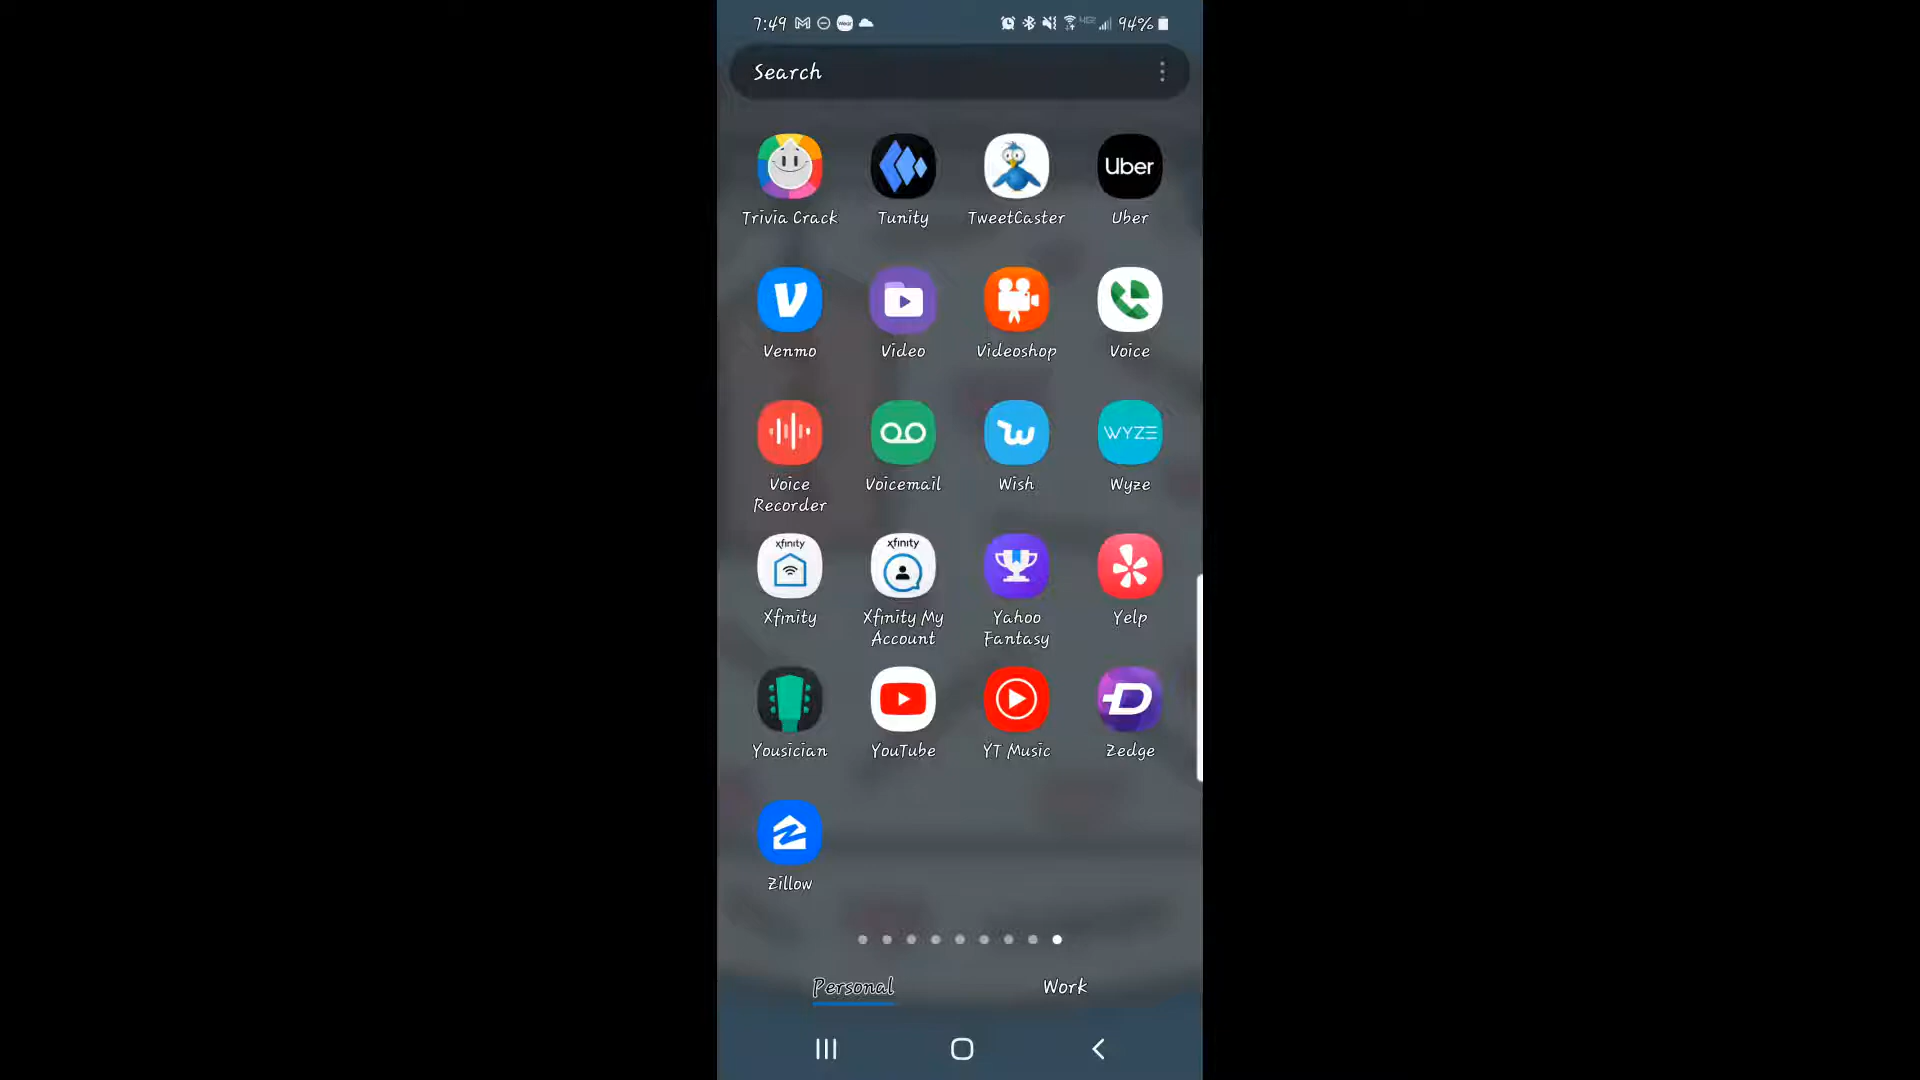 7:49 94%
Search
Trivia Crack Tunity TweetCaster Uber
Uber
Venmo Video Videoshop Voice
WYZE
Voice Recorder Voicemail Wish Wyze
xfinity xfinity
Xfinity Xfinity My Account Yahoo Fantasy Yelp
Yousician YouTube YT Music Zedge
Zillow
Personal Work